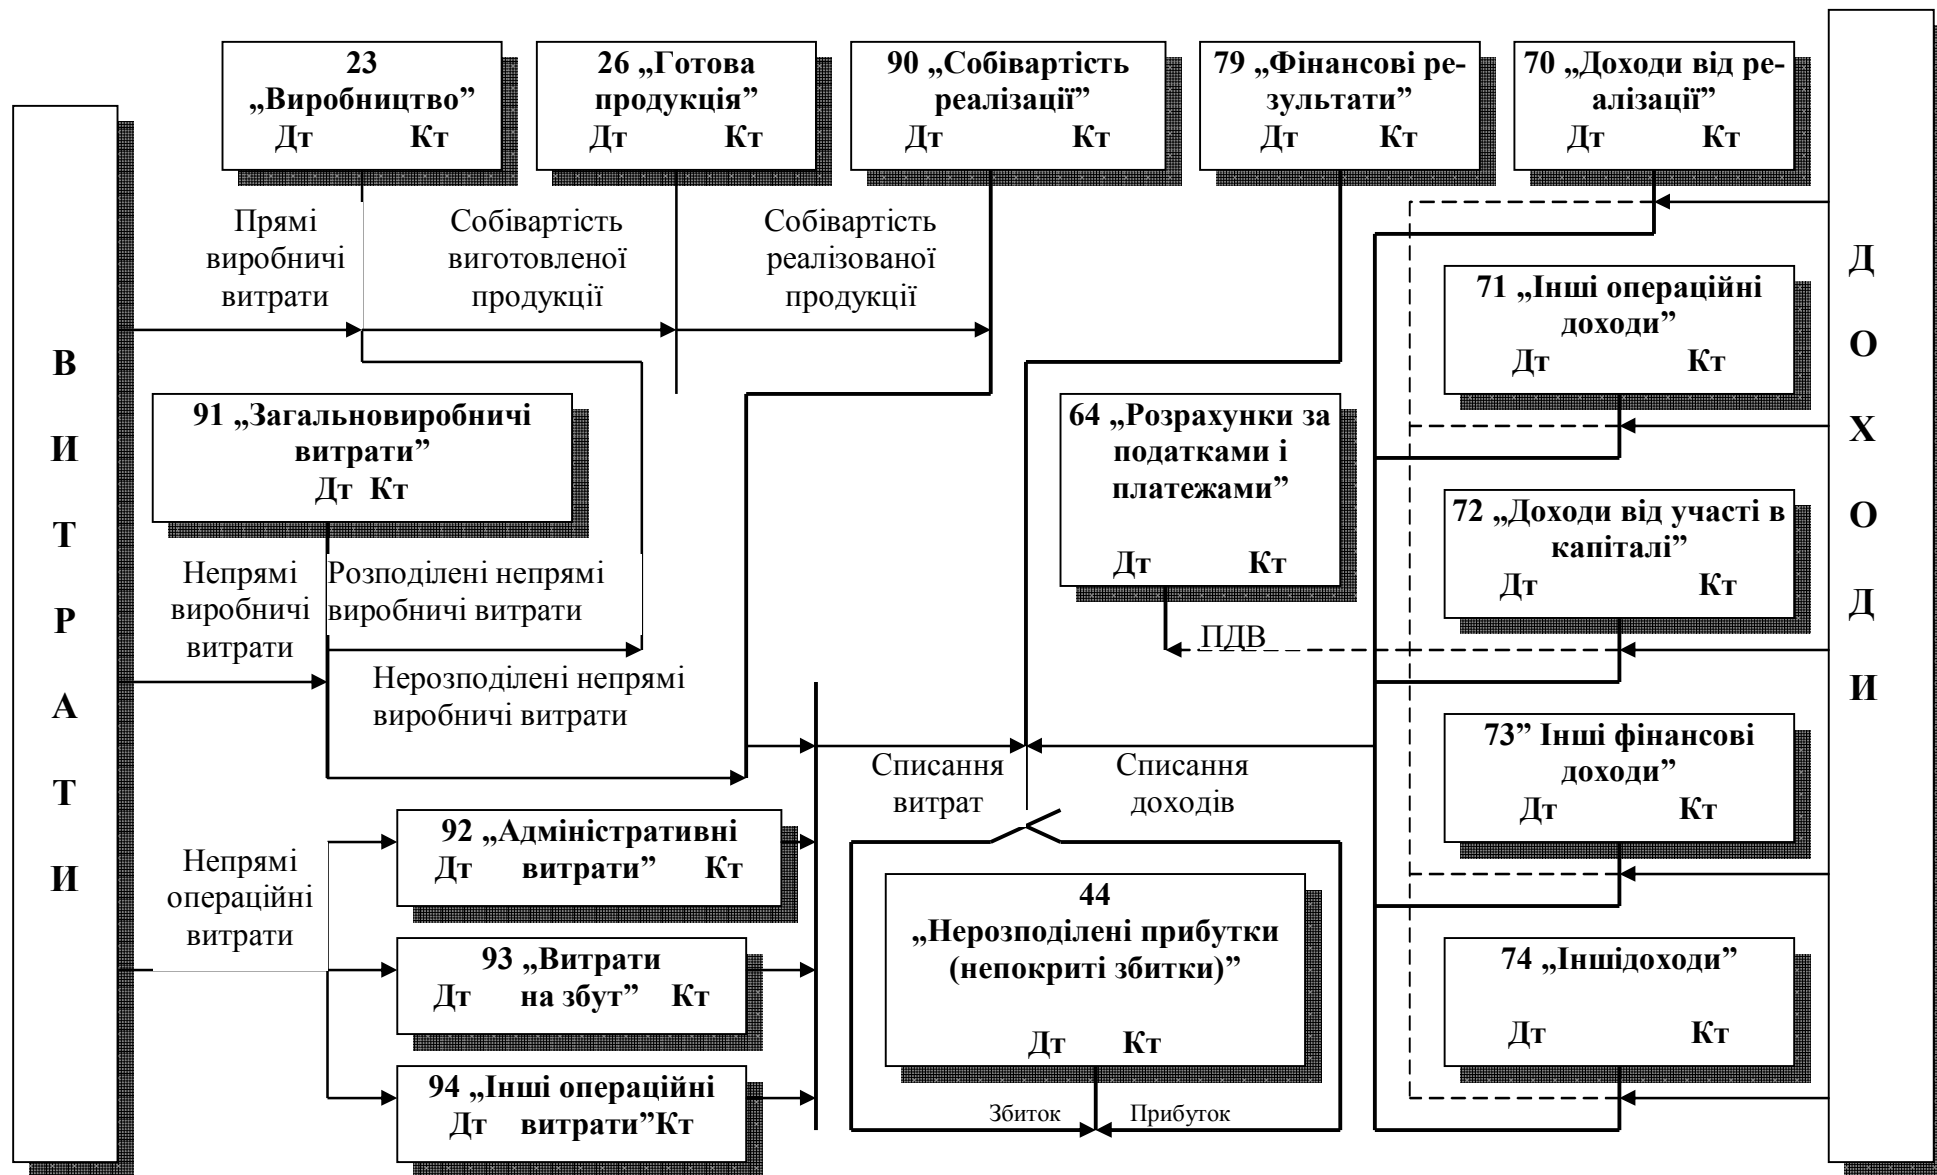 23
„Виробництво”
Дт Кт
26 „Готова
продукція”
Дт Кт
90 „Собівартість
реалізації”
Дт Кт
79 „Фінансові ре-
зультати”
Дт Кт
70 „Доходи від ре-
алізації”
Дт Кт
В
И
Т
Р
А
Т
И
Прямі
виробничі
витрати
Собівартість
виготовленої
продукції
Собівартість
реалізованої
продукції
Д
О
Х
О
Д
И
71 „Інші операційні
доходи”
Дт Кт
91 „Загальновиробничі
витрати”
Дт Кт
64 „Розрахунки за
податками і
платежами”
Дт Кт
72 „Доходи від участі в
капіталі”
Дт Кт
Непрямі
виробничі
витрати
Розподілені непрямі
виробничі витрати
ПДВ
Нерозподілені непрямі
виробничі витрати
73” Інші фінансові
доходи”
Дт Кт
Списання
витрат
Списання
доходів
92 „Адміністративні
Дт витрати” Кт
Непрямі
операційні
витрати
44
„Нерозподілені прибутки
(непокриті збитки)”
Дт Кт
93 „Витрати
Дт на збут” Кт
74 „Іншідоходи”
Дт Кт
94 „Інші операційні
Дт витрати”Кт
Збиток
Прибуток